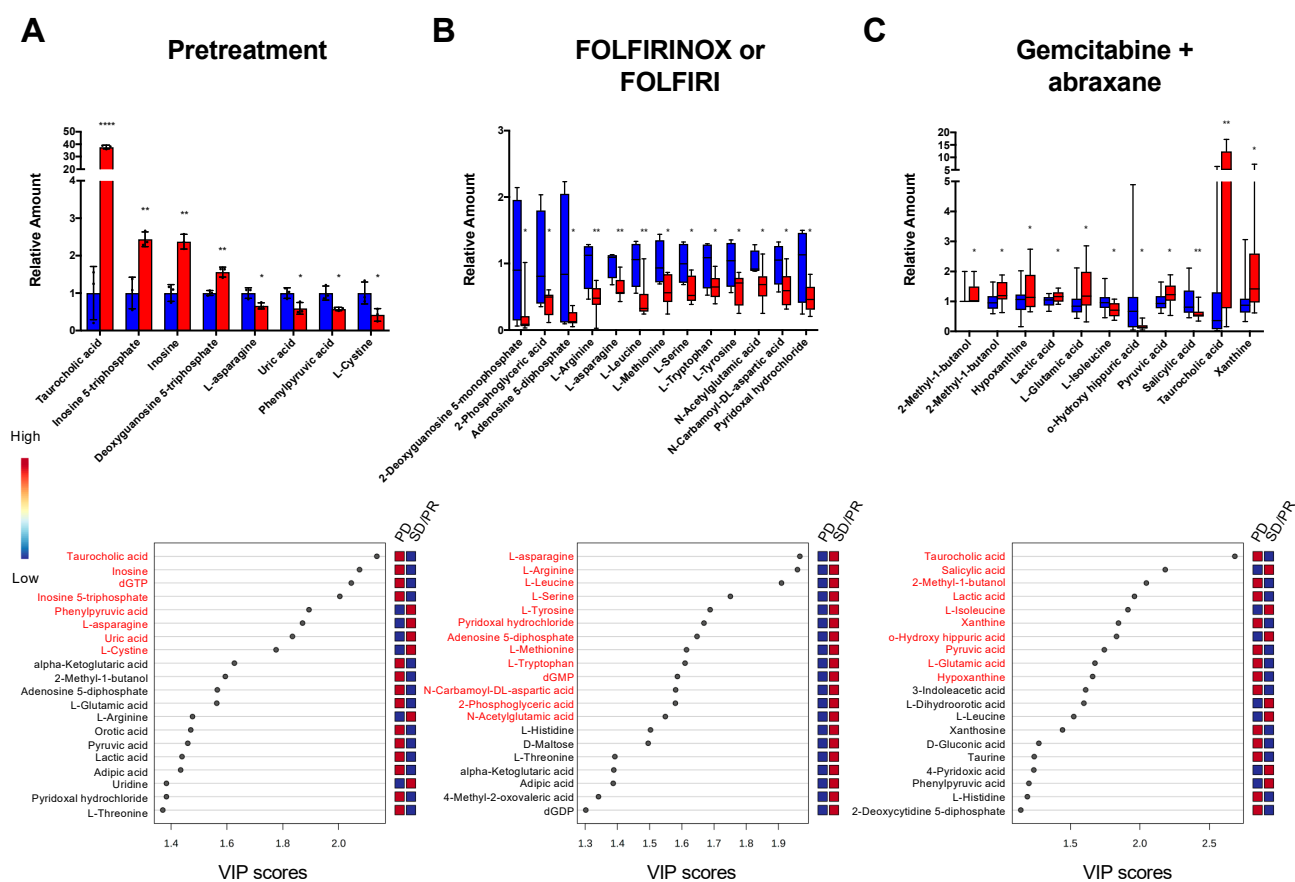 A
Pretreatment
B
FOLFIRINOX or
FOLFIRI
C
Gemcitabine +
abraxane
Relative Amount
50
40
30
20
10
4
2
1
0
****
**
**
**
*
*
*
*
Taurocholic acid
Inosine 5-triphosphate
Inosine
Deoxyguanosine 5-triphosphate
L-asparagine
Uric acid
Phenylpyruvic acid
L-Cystine
Relative Amount
3
2
1
0
*
*
*
**
**
**
*
*
*
*
*
*
*
2-Deoxyguanosine 5-monophosphate
2-Phosphoglyceric acid
Adenosine 5-diphosphate
L-Arginine
L-asparagine
L-Leucine
L-Methionine
L-Serine
L-Tryptophan
L-Tyrosine
N-Acetylglutamic acid
N-Carbamoyl-DL-aspartic acid
Pyridoxal hydrochloride
Relative Amount
20
15
10
5
5
4
3
2
1
0
*
*
*
*
*
*
*
*
**
**
*
2-Methyl-1-butanol
2-Methyl-1-butanol
Hypoxanthine
Lactic acid
L-Glutamic acid
L-Isoleucine
o-Hydroxy hippuric acid
Pyruvic acid
Salicylic acid
Taurocholic acid
Xanthine
High
Low
PD
SD/PR
Taurocholic acid
Inosine
dGTP
Inosine 5-triphosphate
Phenylpyruvic acid
L-asparagine
Uric acid
L-Cystine
alpha-Ketoglutaric acid
2-Methyl-1-butanol
Adenosine 5-diphosphate
L-Glutamic acid
L-Arginine
Orotic acid
Pyruvic acid
Lactic acid
Adipic acid
Uridine
Pyridoxal hydrochloride
L-Threonine
1.4 1.6 1.8 2.0
VIP scores
PD
SD/PR
L-asparagine
L-Arginine
L-Leucine
L-Serine
L-Tyrosine
Pyridoxal hydrochloride
Adenosine 5-diphosphate
L-Methionine
L-Tryptophan
dGMP
N-Carbamoyl-DL-aspartic acid
2-Phosphoglyceric acid
N-Acetylglutamic acid
L-Histidine
D-Maltose
L-Threonine
alpha-Ketoglutaric acid
Adipic acid
4-Methyl-2-oxovaleric acid
dGDP
1.3 1.4 1.5 1.6 1.7 1.8 1.9
VIP scores
PD
SD/PR
Taurocholic acid
Salicylic acid
2-Methyl-1-butanol
Lactic acid
L-Isoleucine
Xanthine
o-Hydroxy hippuric acid
Pyruvic acid
L-Glutamic acid
Hypoxanthine
3-Indoleacetic acid
L-Dihydroorotic acid
L-Leucine
Xanthosine
D-Gluconic acid
Taurine
4-Pyridoxic acid
Phenylpyruvic acid
L-Histidine
2-Deoxycytidine 5-diphosphate
1.5 2.0 2.5
VIP scores